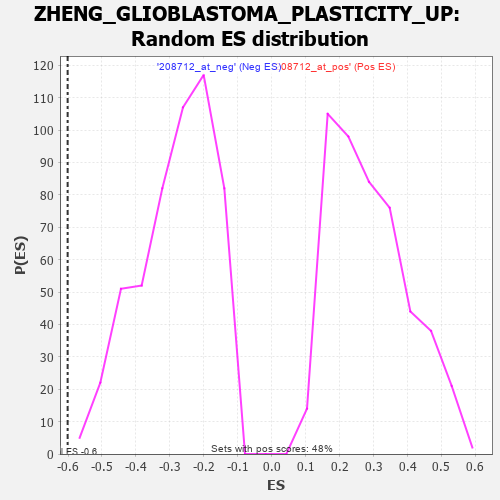 ZHENG_GLIOBLASTOMA_PLASTICITY_UP:
Random ES distribution
'208712_at_neg' (Neg ES)
08712_at_pos' (Pos ES)
120
110
100
90
80
70
60
50
40
30
20
10
0
P(ES)
ES -0.6
Sets with pos scores: 48%
-0.6 -0.5 -0.4 -0.3 -0.2 -0.1 0.0 0.1 0.2 0.3 0.4 0.5 0.6
ES